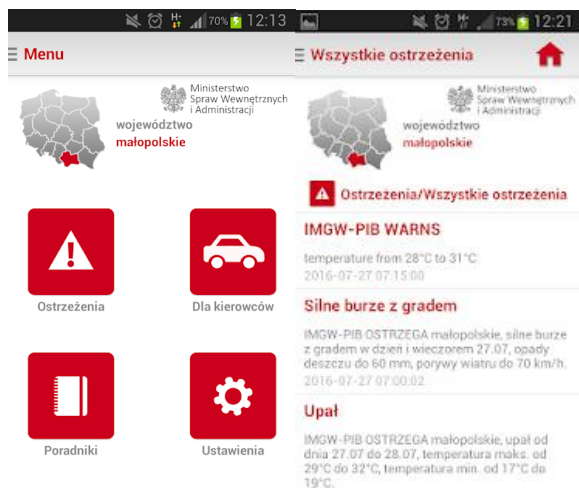 70% 12:13
Menu
Ministerstwo
Spraw Wewnętrznych
i Administracji
województwo
małopolskie
Ostrzeżenia
Dla kierowców
Poradniki
Ustawienia
73% 12:21
Wszystkie ostrzeżenia
Ministerstwo
Spraw Wewnętrznych
i Administracji
województwo
małopolskie
Ostrzeżenia/Wszystkie ostrzeżenia
IMGW-PIB WARNS
temperature from 28°C to 31°C
2016-07-27 07:15:00
Silne burze z gradem
IMGW-PIB OSTRZEGA małopolskie, silne burze
z gradem w dzień i wieczorem 27.07, opady
deszczu do 60 mm, porywy wiatru do 70 km/h.
2016-07-27 07:00:02
Upał
IMGW-PIB OSTRZEGA małopolskie, upał od
dnia 27.07 do 28.07, temperatura maks. od
29°C do 32°C, temperatura min. od 17°C do
19°C.